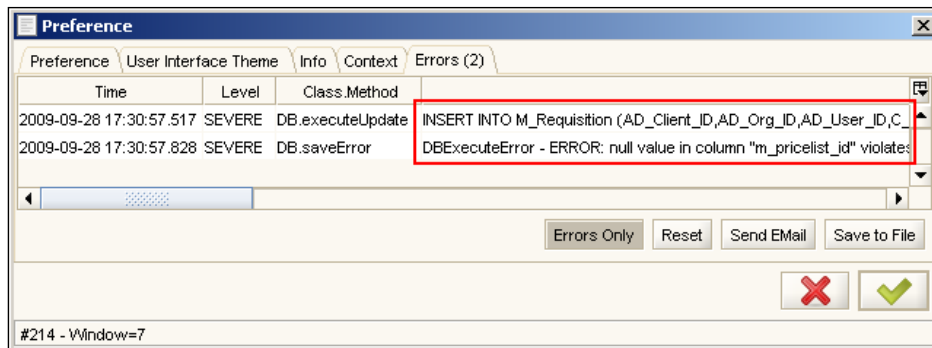 Preference
Preference User Interface Theme Info Context Errors (2)
Time Level Class.Method
2009-09-28 17:30:57.517 SEVERE DB.executeUpdate INSERT INTO M_Requisition (AD_Client_ID,AD_Org_ID,AD_User_ID,C_
2009-09-28 17:30:57.828 SEVERE DB.saveError DBExecuteError - ERROR: null value in column "m_pricelist_id" violates
Errors Only Reset Send EMail Save to File
#214 - Window=7